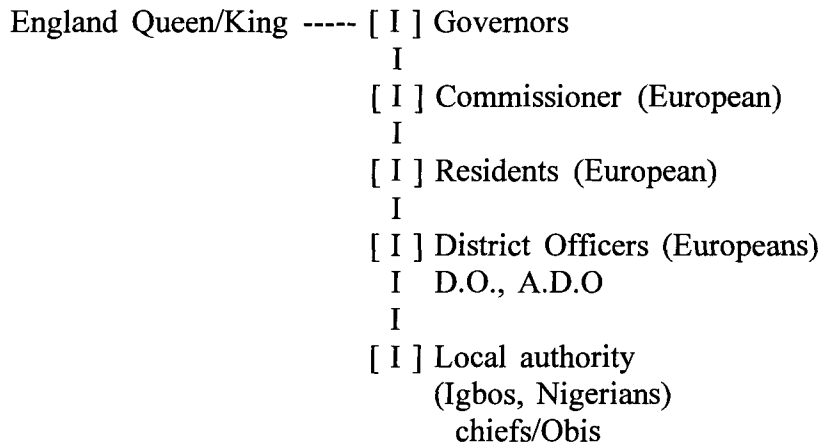 England Queen/King ----- [ I ] Governors
I
[ I ] Commissioner (European)
I
[ I ] Residents (European)
I
[ I ] District Officers (Europeans)
I D.O., A.D.O
I
[ I ] Local authority
(Igbos, Nigerians)
chiefs/Obis